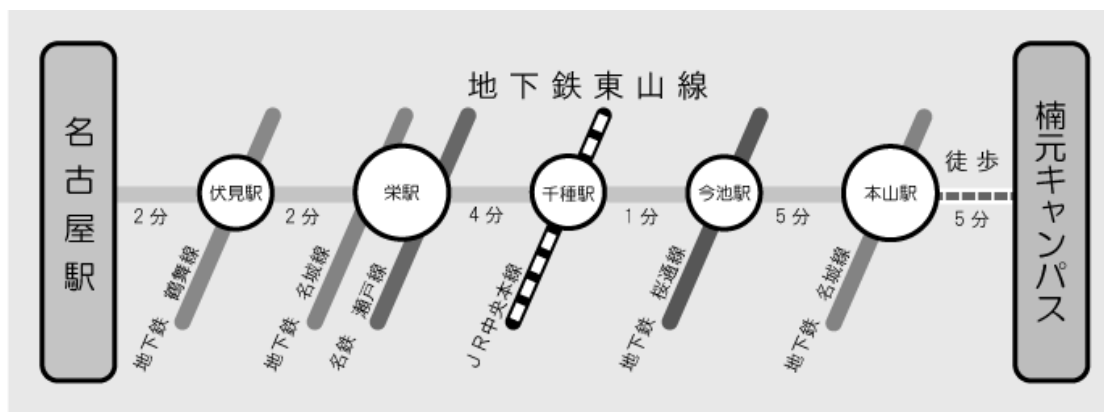 地下鉄東山線
名古屋駅
2分
伏見駅
地下鉄 鶴舞線
2分
栄駅
地下鉄 名城線
名鉄 瀬戸線
4分
千種駅
JR中央本線
1分
今池駅
地下鉄 桜通線
5分
本山駅
地下鉄 名城線
徒歩
5分
楠元キャンパス